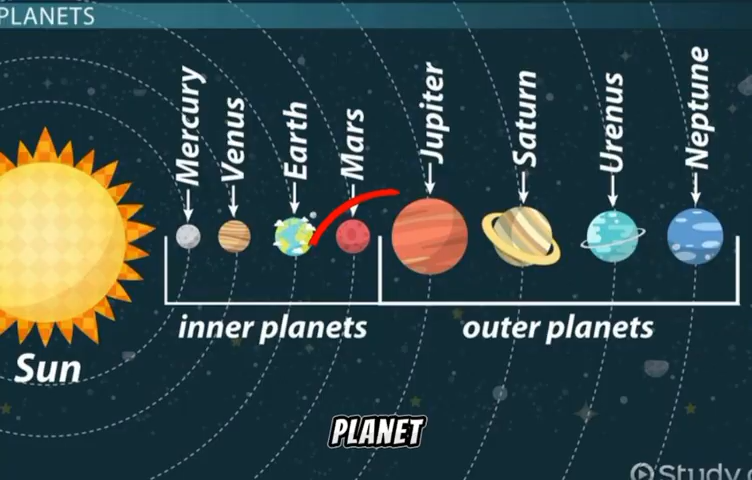 PLANETS
Mercury
Venus
Earth
Mars
Jupiter
Saturn
Urenus
Neptune
inner planets
outer planets
Sun
PLANET
Study.